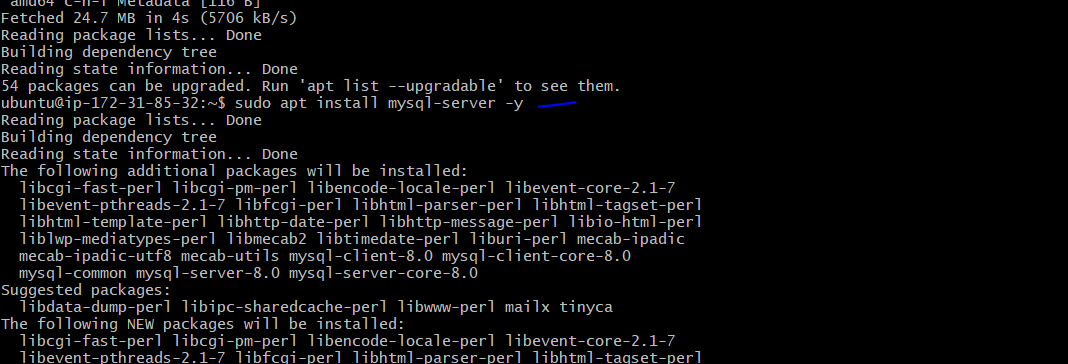 amd64 c-n-f Metadata [116 B]
Fetched 24.7 MB in 4s (5706 kB/s)
Reading package lists... Done
Building dependency tree
Reading state information... Done
54 packages can be upgraded. Run 'apt list --upgradable' to see them.
ubuntu@ip-172-31-85-32:~$ sudo apt install mysql-server -y
Reading package lists... Done
Building dependency tree
Reading state information... Done
The following additional packages will be installed:
  libcgi-fast-perl libcgi-pm-perl libencode-locale-perl libevent-core-2.1-7
  libevent-pthreads-2.1-7 libfcgi-perl libhtml-parser-perl libhtml-tagset-perl
  libhtml-template-perl libhttp-date-perl libhttp-message-perl libio-html-perl
  liblwp-mediatypes-perl libmecab2 libtimedate-perl liburi-perl mecab-ipadic
  mecab-ipadic-utf8 mecab-utils mysql-client-8.0 mysql-client-core-8.0
  mysql-common mysql-server-8.0 mysql-server-core-8.0
Suggested packages:
  libdata-dump-perl libipc-sharedcache-perl libwww-perl mailx tinyca
The following NEW packages will be installed:
  libcgi-fast-perl libcgi-pm-perl libencode-locale-perl libevent-core-2.1-7
  libevent-pthreads-2.1-7 libfcgi-perl libhtml-parser-perl libhtml-tagset-perl